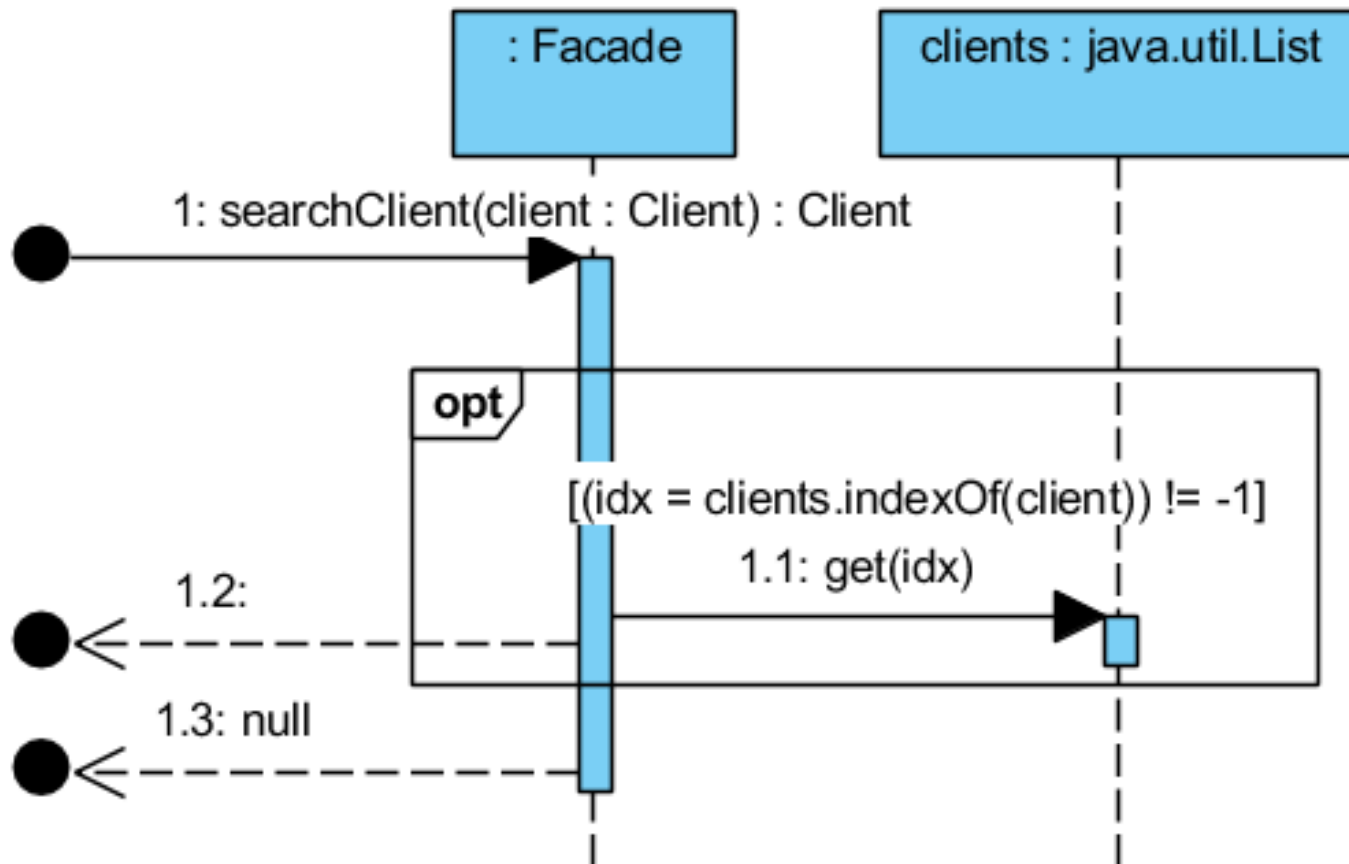 : Facade
clients : java.util.List
1: searchClient(client : Client) : Client
opt
[(idx = clients.indexOf(client)) != -1]
1.1: get(idx)
1.2:
1.3: null